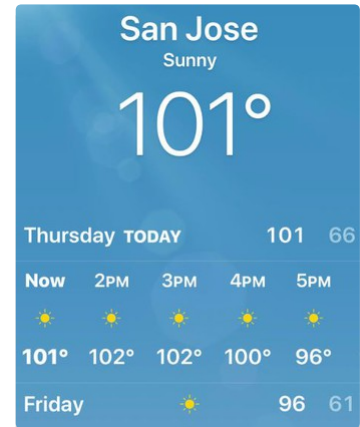 San Jose
Sunny
101°
Thursday TODAY 101 66
Now 2PM 3PM 4PM 5PM
101° 102° 102° 100° 96°
Friday 96 61